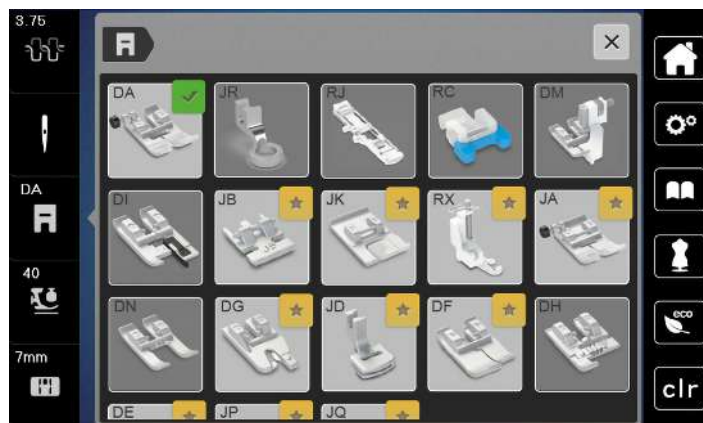 3.75
DA JR RJ RC DM
DA
DI JB JK RX JA
40
DN DG JD DF DH
7mm
eco
clr
DE JP JQ